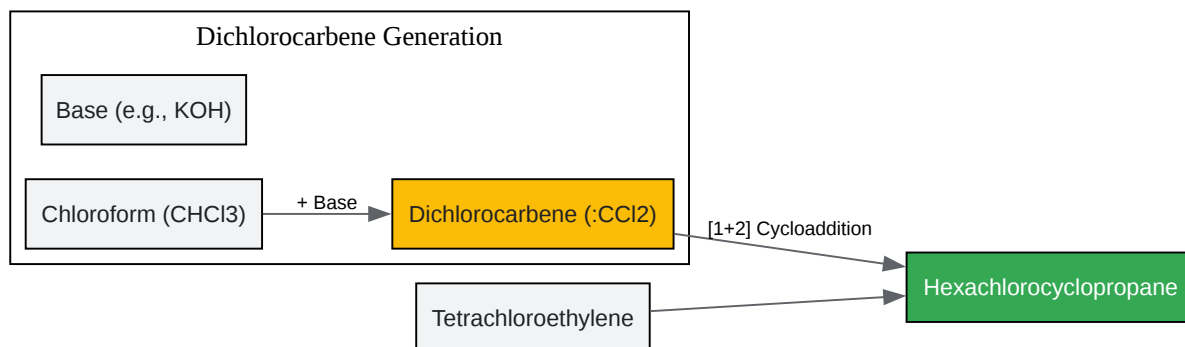 Dichlorocarbene Generation
Base (e.g., KOH)
Chloroform (CHCl3)
+ Base
Dichlorocarbene (:CCl2)
[1+2] Cycloaddition
Tetrachloroethylene
Hexachlorocyclopropane